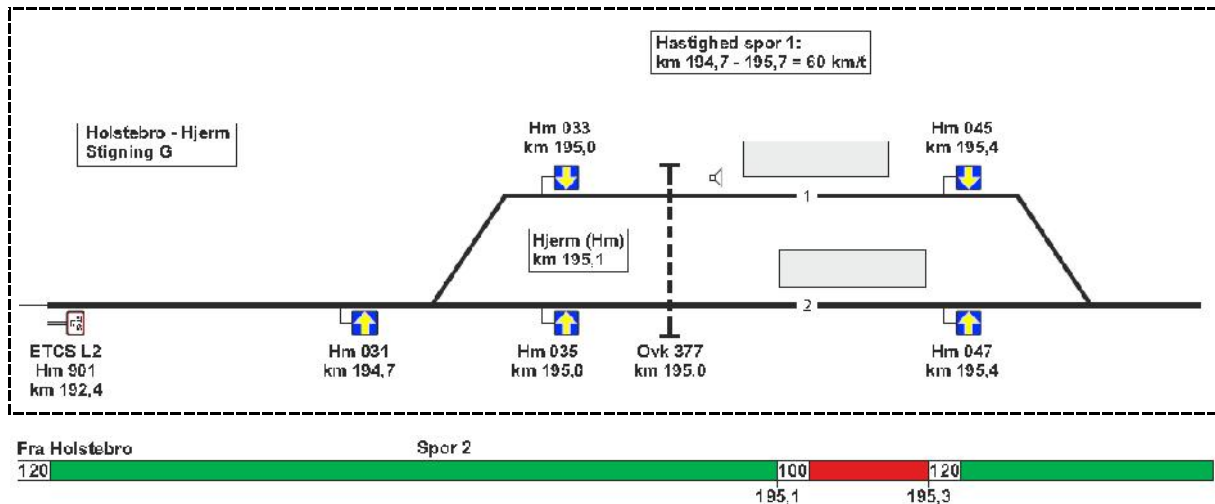 Hastighed spor 1:
km 194,7 - 195,7 = 60 km/t
Holstebro - Hjerm
Stigning G
Hm 033
km 195,0
Hm 045
km 195,4
1
Hjerm (Hm)
km 195,1
2
ETCS L2
Hm 901
km 192,4
Hm 031
km 194,7
Hm 035
km 195,0
Ovk 377
km 195.0
Hm 047
km 195,4
Fra Holstebro
Spor 2
120
100
120
195,1
195,3